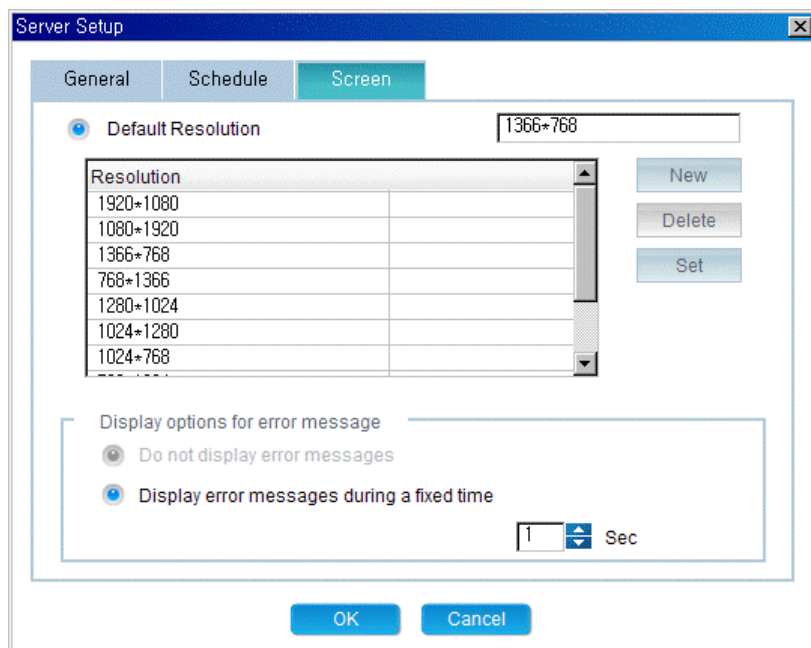 Server Setup
General Schedule Screen
Default Resolution 1366*768
Resolution
1920*1080
1080*1920
1366*768
768*1366
1280*1024
1024*1280
1024*768
New
Delete
Set
Display options for error message
Do not display error messages
Display error messages during a fixed time
1 Sec
OK Cancel